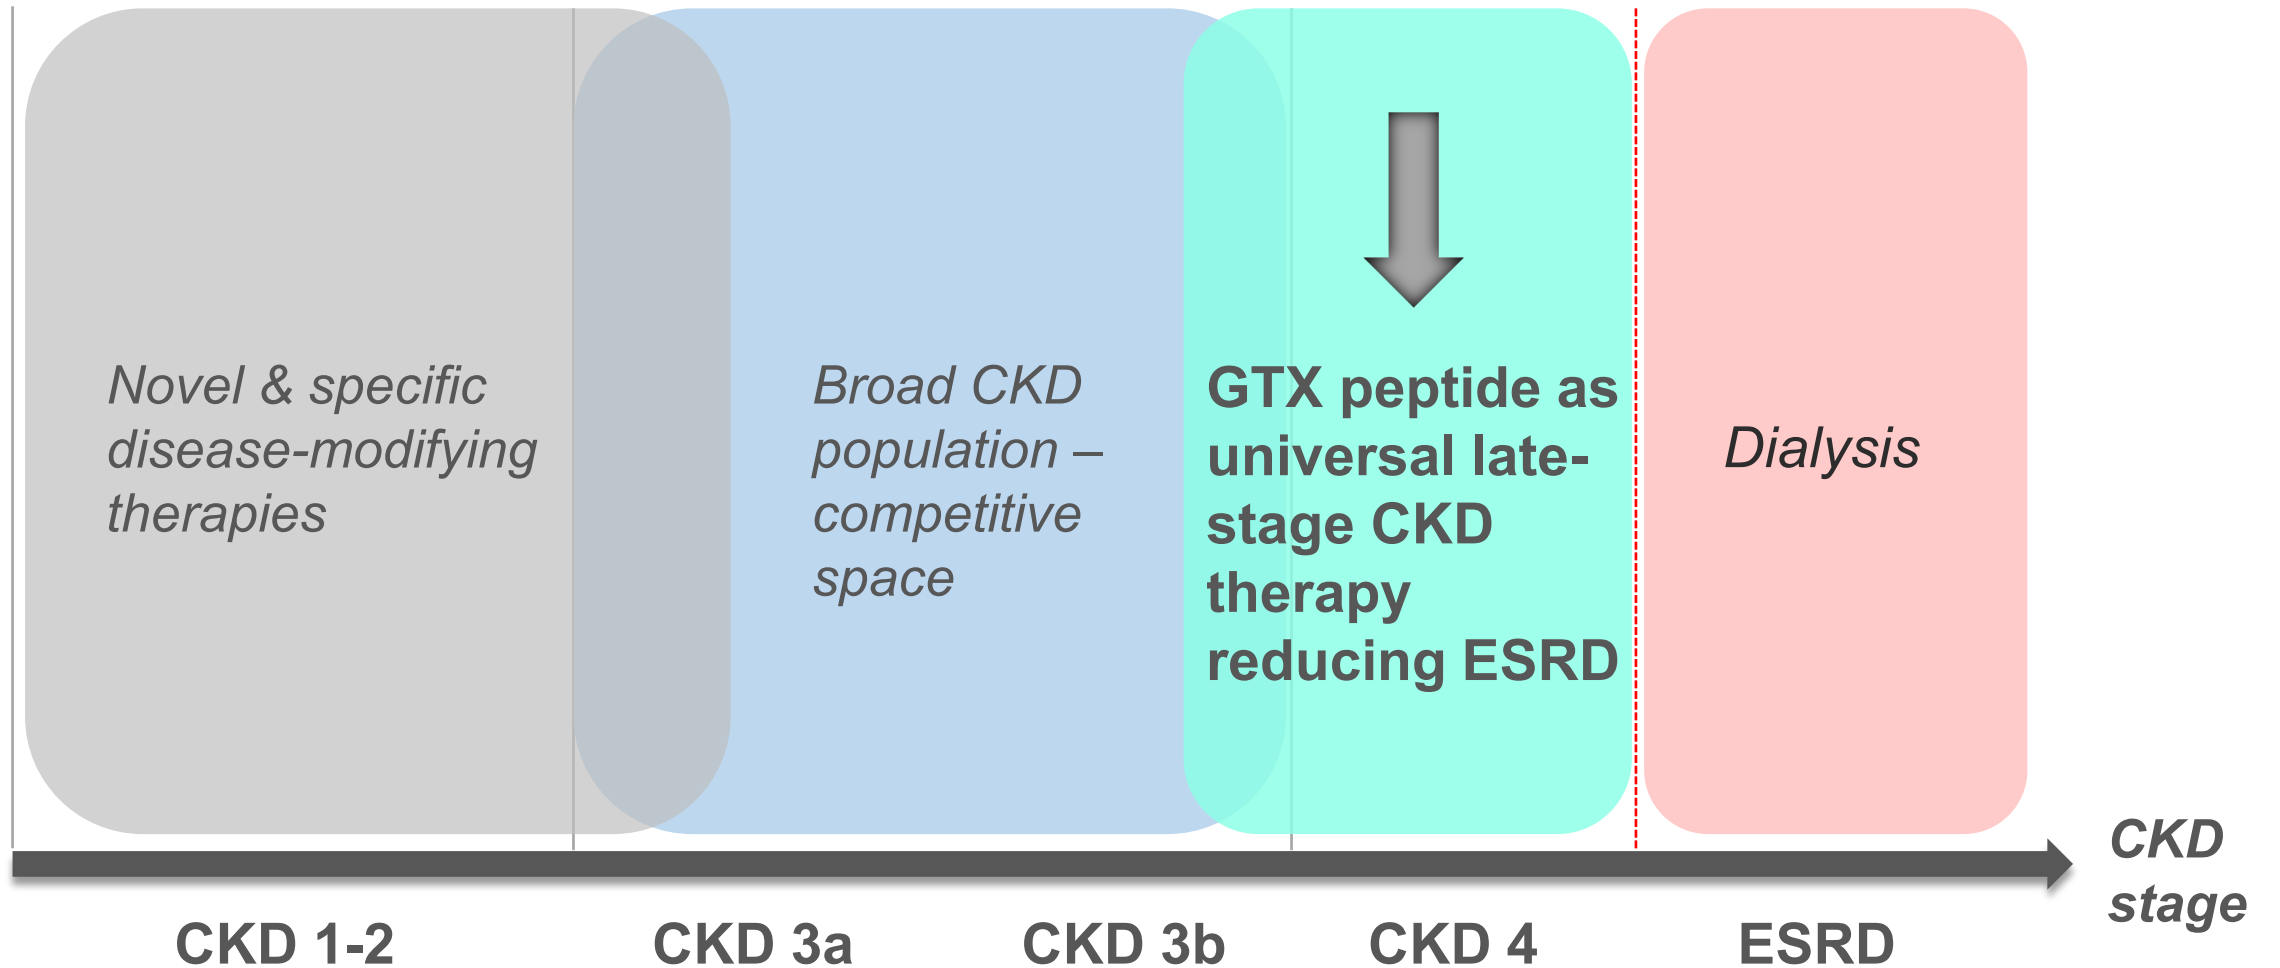 Novel & specific
disease-modifying
therapies
Broad CKD
population –
competitive
space
GTX peptide as
universal late-
stage CKD
therapy
reducing ESRD
Dialysis
CKD
stage
CKD 1-2
CKD 3a
CKD 3b
CKD 4
ESRD